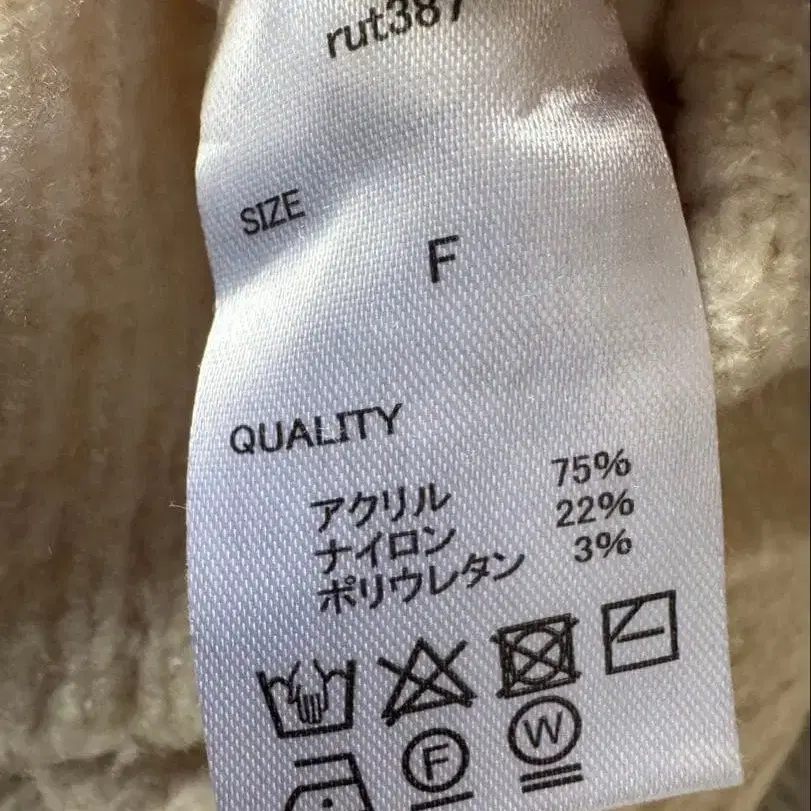 rut387
SIZE
F
QUALITY
アクリル 75%
ナイロン 22%
ポリウレタン 3%
F
W